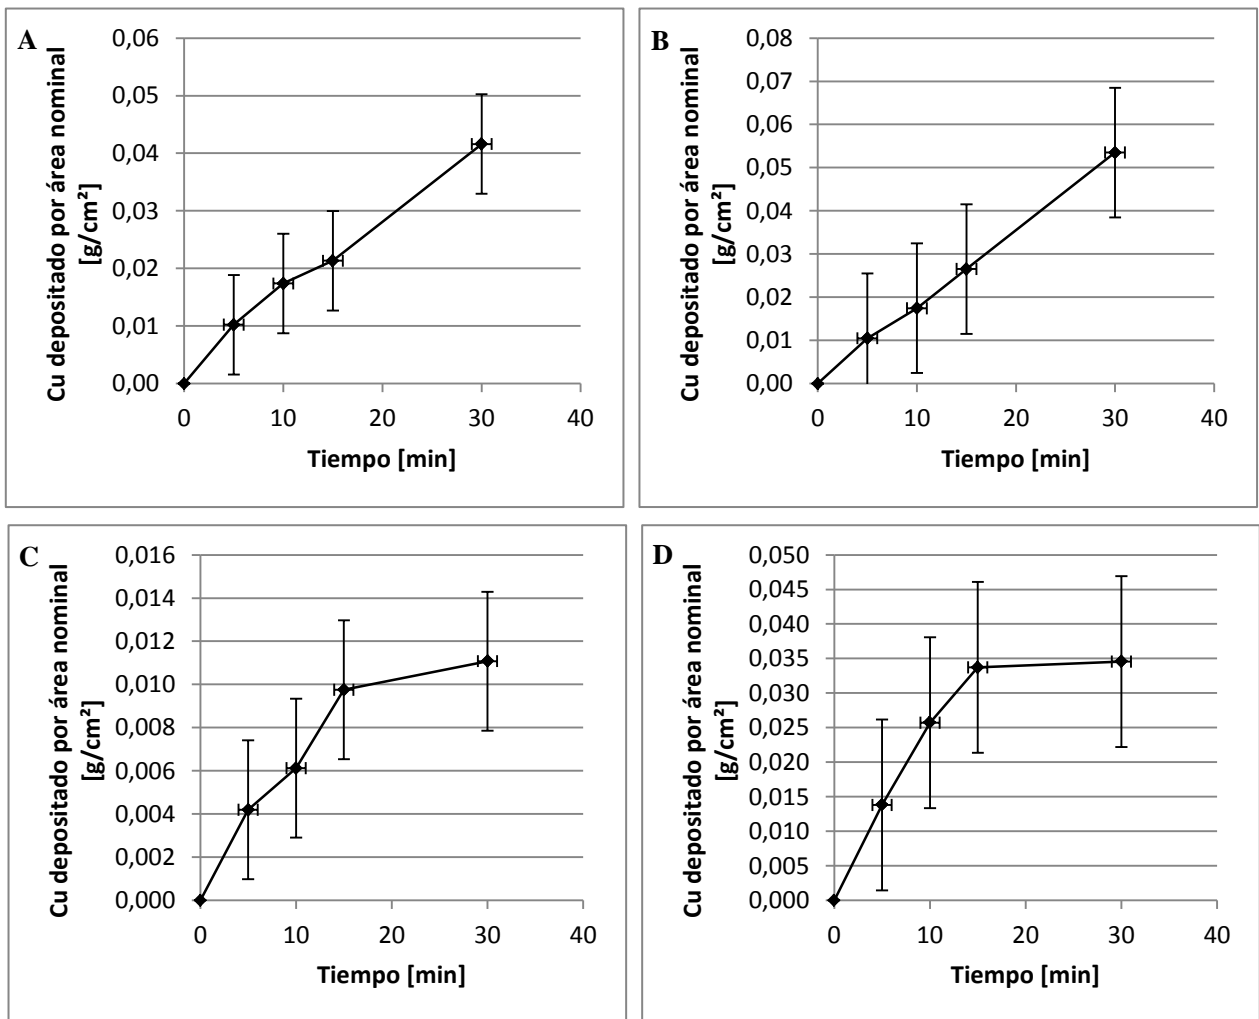 A
Cu depositado por área nominal
[g/cm²]
0,06
0,05
0,04
0,03
0,02
0,01
0,00
0 10 20 30 40
Tiempo [min]
B
Cu depositado por área nominal
[g/cm²]
0,08
0,07
0,06
0,05
0,04
0,03
0,02
0,01
0,00
0 10 20 30 40
Tiempo [min]
C
Cu depositado por área nominal
[g/cm²]
0,016
0,014
0,012
0,010
0,008
0,006
0,004
0,002
0,000
0 10 20 30 40
Tiempo [min]
D
Cu depositado por área nominal
[g/cm²]
0,050
0,045
0,040
0,035
0,030
0,025
0,020
0,015
0,010
0,005
0,000
0 10 20 30 40
Tiempo [min]